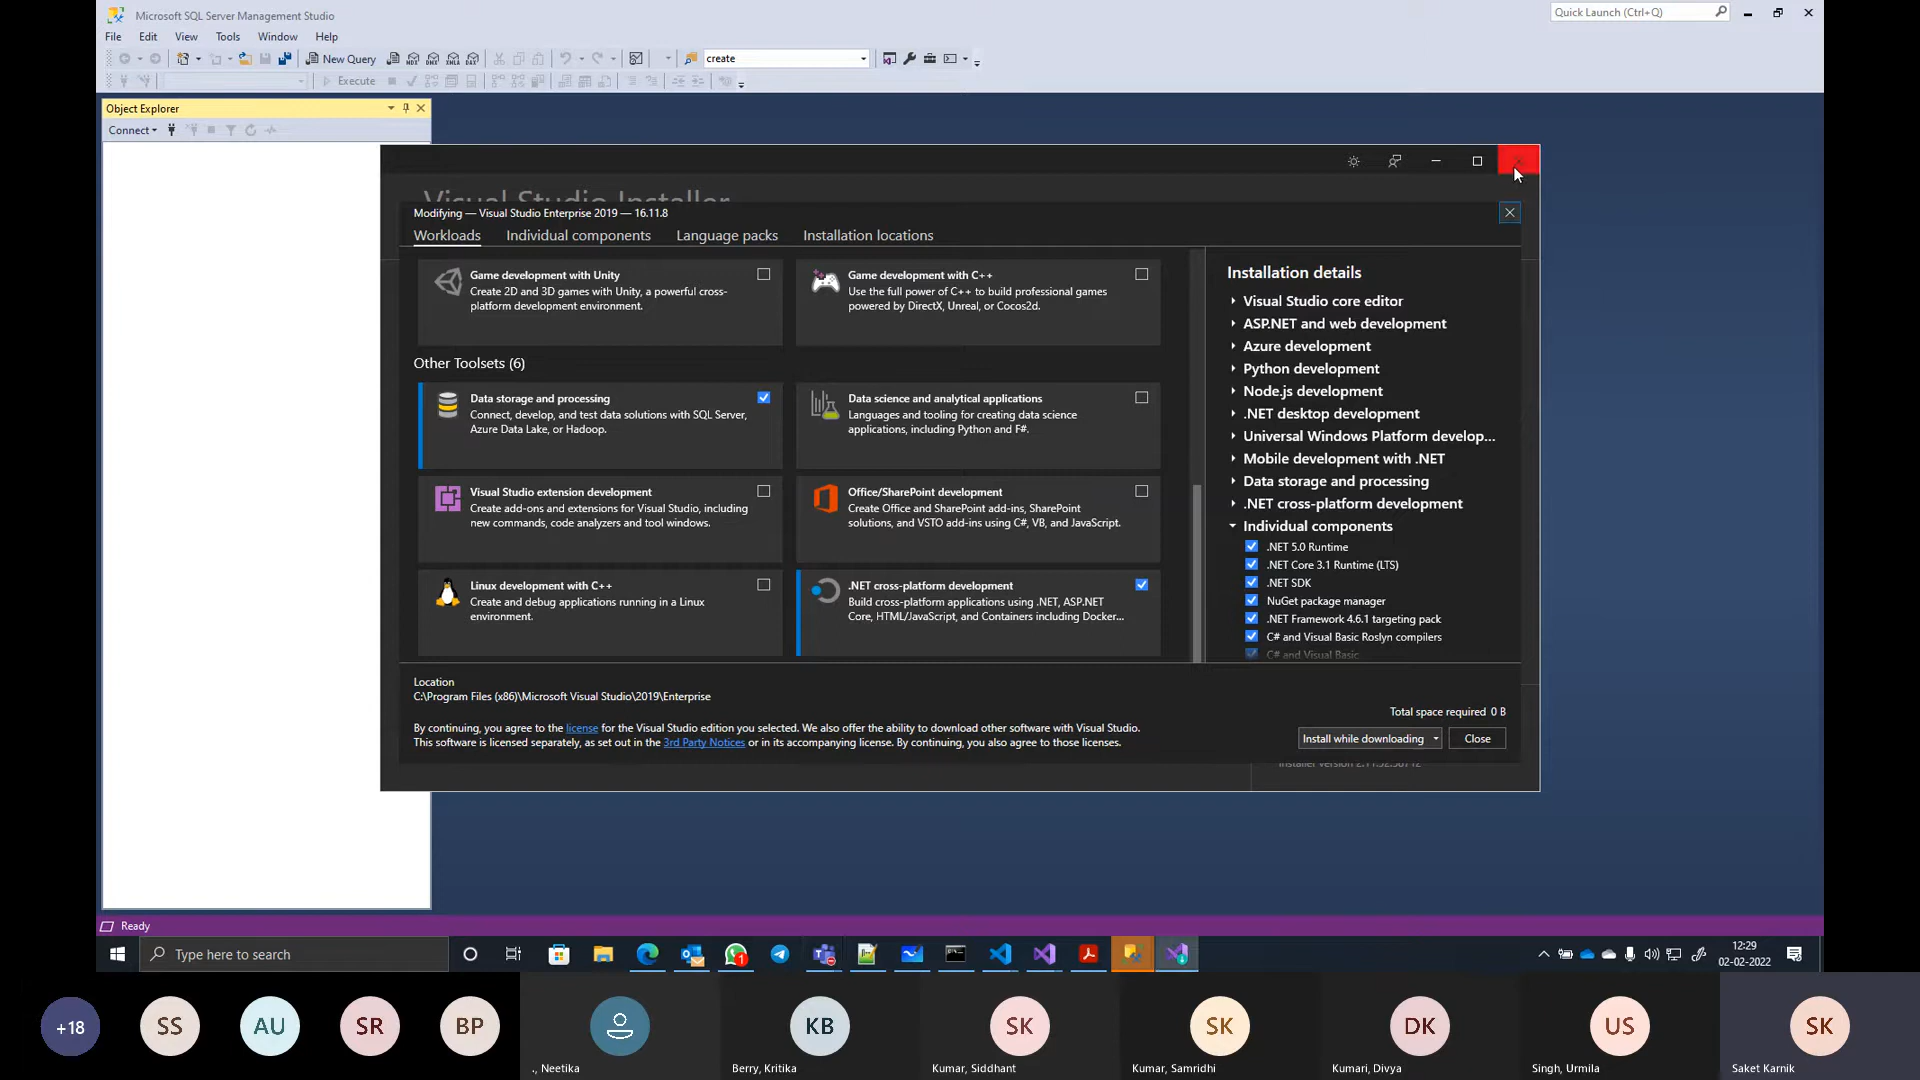 Microsoft SQL Server Management Studio
Quick Launch (Ctrl+Q)
File Edit View Tools Window Help
New Query
create
Execute
Object Explorer
Connect
Visual Studio Installer
Modifying — Visual Studio Enterprise 2019 — 16.11.8
Workloads Individual components Language packs Installation locations
Game development with Unity
Create 2D and 3D games with Unity, a powerful cross-
platform development environment.
Game development with C++
Use the full power of C++ to build professional games
powered by DirectX, Unreal, or Cocos2d.
Other Toolsets (6)
Data storage and processing
Connect, develop, and test data solutions with SQL Server,
Azure Data Lake, or Hadoop.
Data science and analytical applications
Languages and tooling for creating data science
applications, including Python and F#.
Visual Studio extension development
Create add-ons and extensions for Visual Studio, including
new commands, code analyzers and tool windows.
Office/SharePoint development
Create Office and SharePoint add-ins, SharePoint
solutions, and VSTO add-ins using C#, VB, and JavaScript.
Linux development with C++
Create and debug applications running in a Linux
environment.
.NET cross-platform development
Build cross-platform applications using .NET, ASP.NET
Core, HTML/JavaScript, and Containers including Docker...
Installation details
Visual Studio core editor
ASP.NET and web development
Azure development
Python development
Node.js development
.NET desktop development
Universal Windows Platform develop...
Mobile development with .NET
Data storage and processing
.NET cross-platform development
Individual components
.NET 5.0 Runtime
.NET Core 3.1 Runtime (LTS)
.NET SDK
NuGet package manager
.NET Framework 4.6.1 targeting pack
C# and Visual Basic Roslyn compilers
C# and Visual Basic
Location
C:\Program Files (x86)\Microsoft Visual Studio\2019\Enterprise
By continuing, you agree to the license for the Visual Studio edition you selected. We also offer the ability to download other software with Visual Studio.
This software is licensed separately, as set out in the 3rd Party Notices or in its accompanying license. By continuing, you also agree to those licenses.
Total space required 0 B
Install while downloading
Close
Ready
Type here to search
12:29
02-02-2022
+18
SS
AU
SR
BP
KB
SK
SK
DK
US
SK
., Neetika
Berry, Kritika
Kumar, Siddhant
Kumar, Samridhi
Kumari, Divya
Singh, Urmila
Saket Karnik